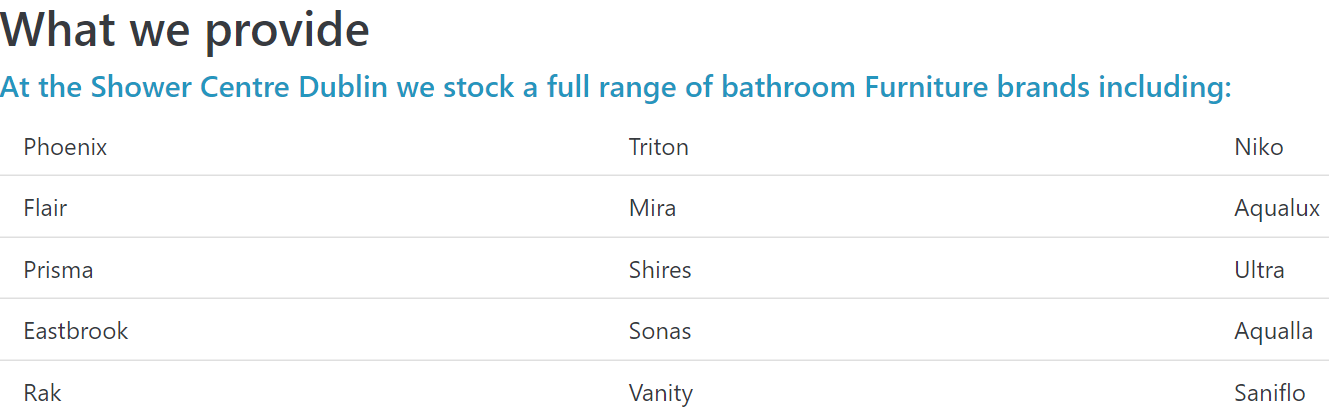 What we provide
At the Shower Centre Dublin we stock a full range of bathroom Furniture brands including:
Phoenix Triton Niko
Flair Mira Aqualux
Prisma Shires Ultra
Eastbrook Sonas Aqualla
Rak Vanity Saniflo